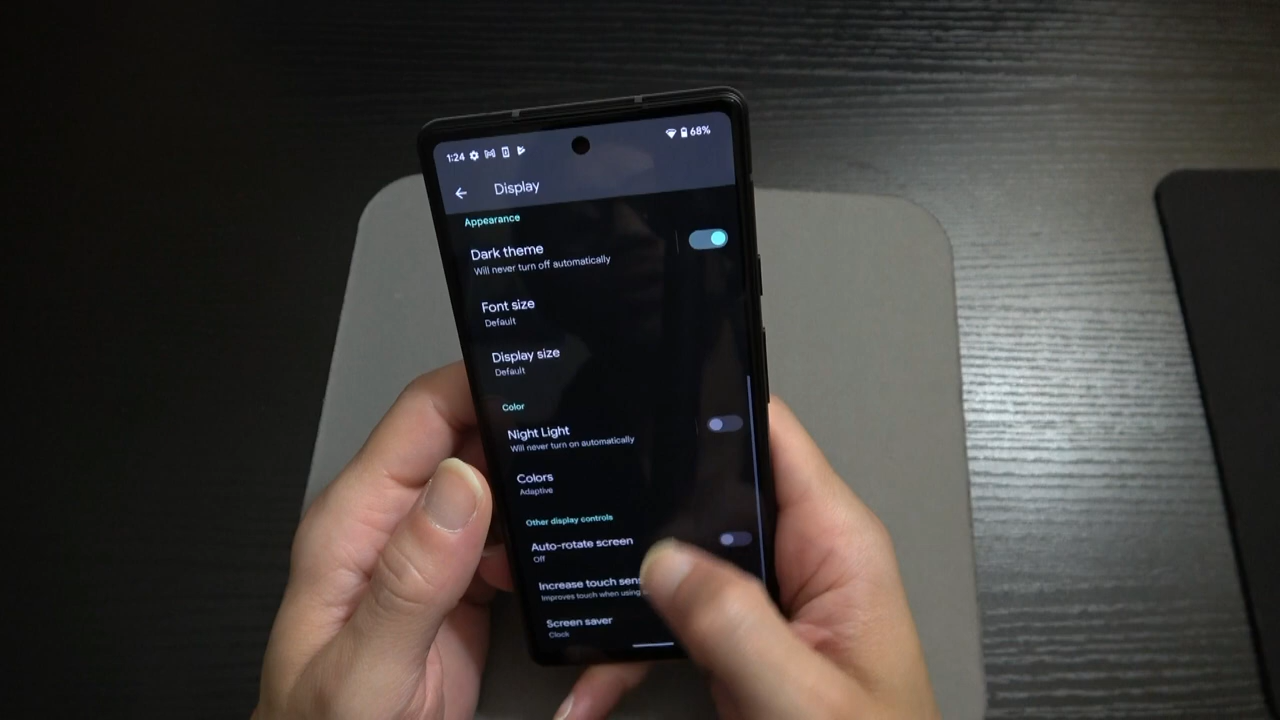 1:24
68%
Display
Appearance
Dark theme
Will never turn off automatically
Font size
Default
Display size
Default
Color
Night Light
Will never turn on automatically
Colors
Adaptive
Other display controls
Auto-rotate screen
Off
Increase touch sens
Improves touch when using
Screen saver
Clock